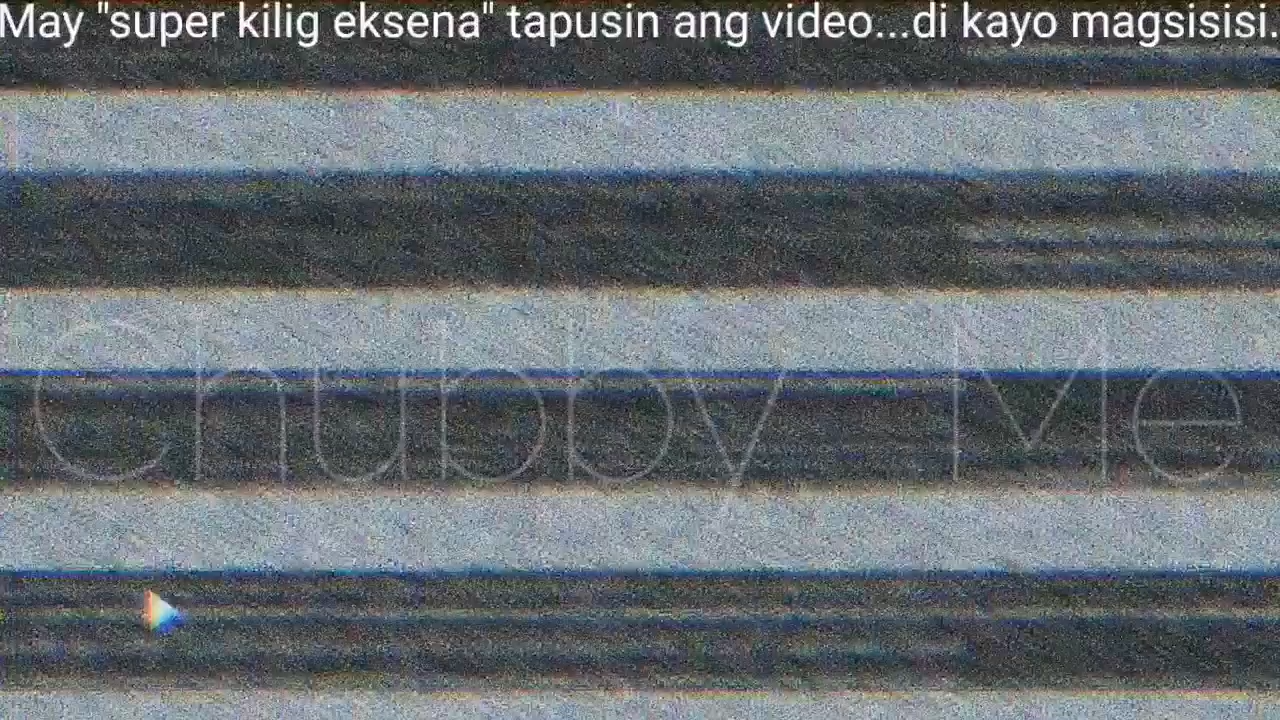 May "super kilig eksena" tapusin ang video...di kayo magsisisi.
Chubby Me